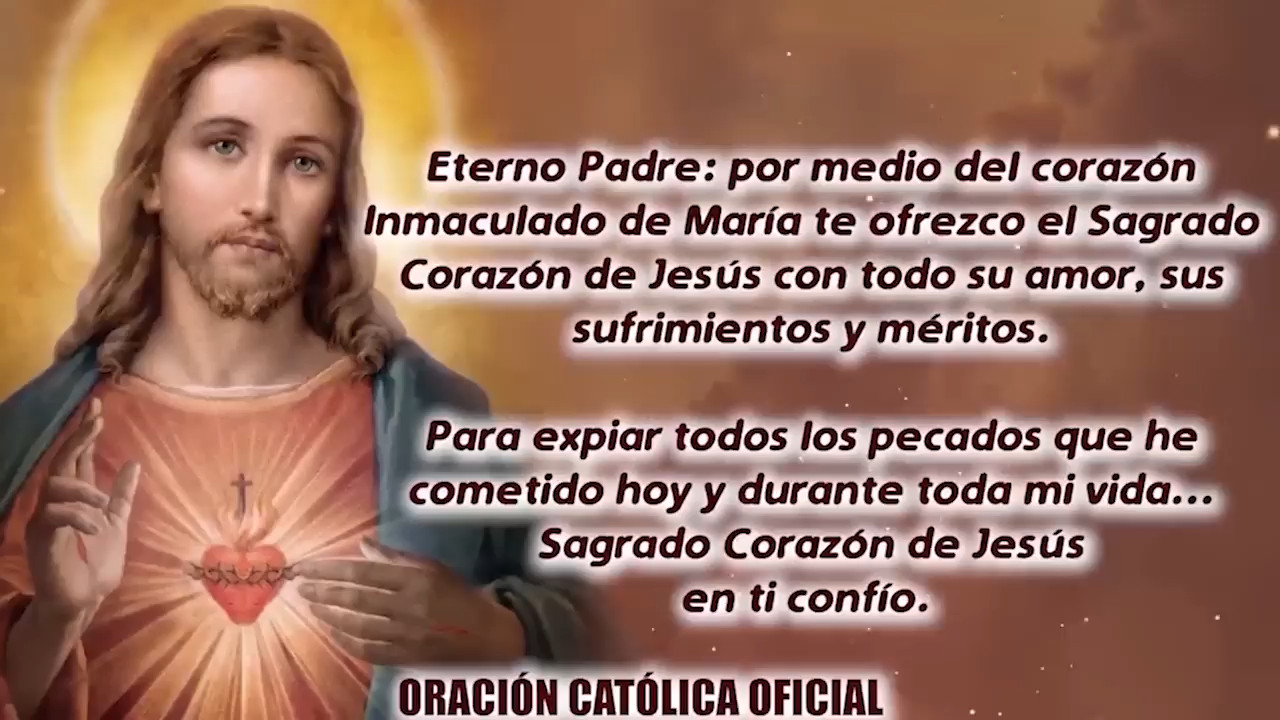 Eterno Padre: por medio del corazón
Inmaculado de María te ofrezco el Sagrado
Corazón de Jesús con todo su amor, sus
sufrimientos y méritos.
Para expiar todos los pecados que he
cometido hoy y durante toda mi vida...
Sagrado Corazón de Jesús
en ti confío.
ORACIÓN CATÓLICA OFICIAL